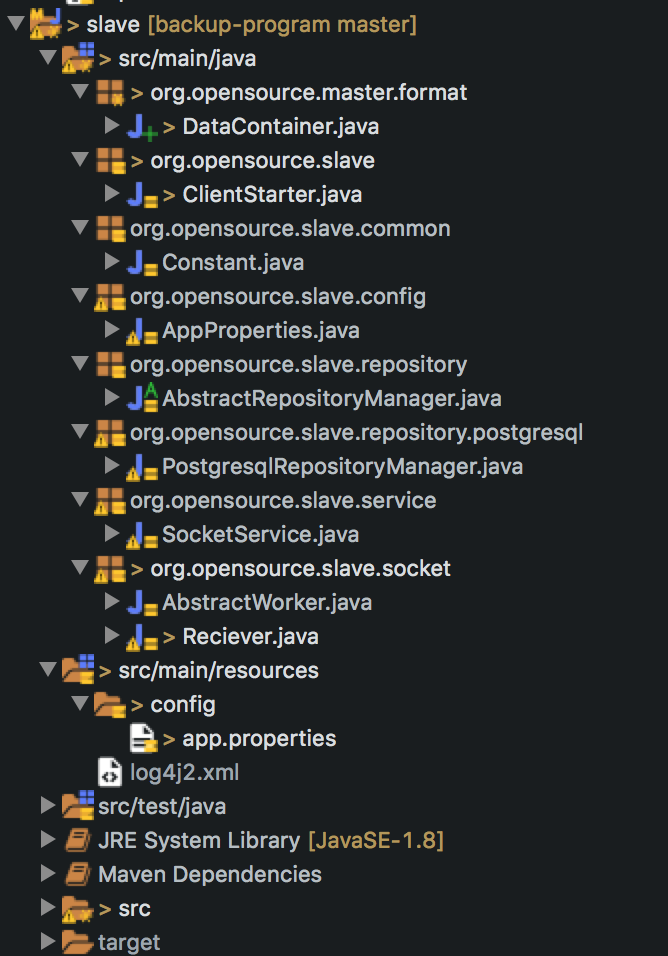 > slave [backup-program master]
> src/main/java
> org.opensource.master.format
> DataContainer.java
> org.opensource.slave
> ClientStarter.java
org.opensource.slave.common
Constant.java
org.opensource.slave.config
AppProperties.java
org.opensource.slave.repository
AbstractRepositoryManager.java
org.opensource.slave.repository.postgresql
PostgresqlRepositoryManager.java
org.opensource.slave.service
SocketService.java
> org.opensource.slave.socket
AbstractWorker.java
> Reciever.java
> src/main/resources
> config
> app.properties
log4j2.xml
src/test/java
JRE System Library [JavaSE-1.8]
Maven Dependencies
> src
target